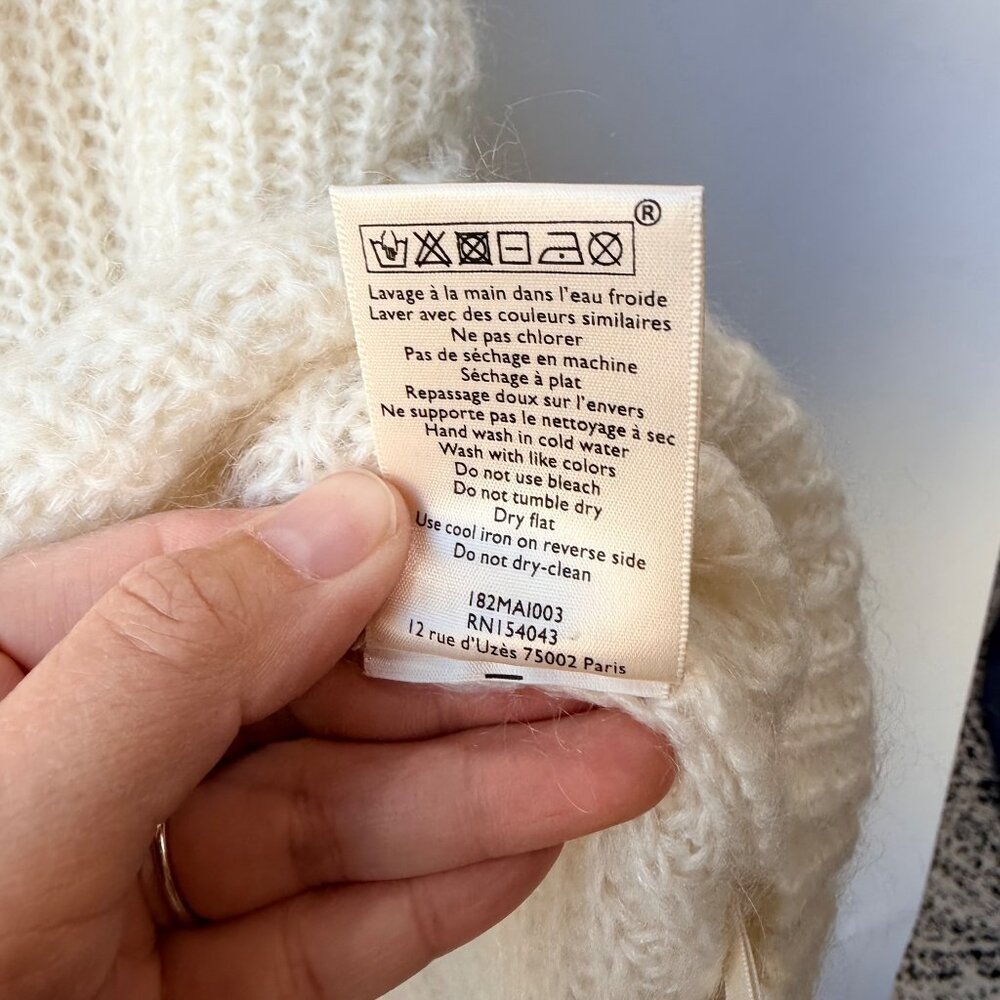 ®
Lavage à la main dans l'eau froide
Laver avec des couleurs similaires
Ne pas chlorer
Pas de séchage en machine
Séchage à plat
Repassage doux sur l'envers
Ne supporte pas le nettoyage à sec
Hand wash in cold water
Wash with like colors
Do not use bleach
Do not tumble dry
Dry flat
Use cool iron on reverse side
Do not dry-clean
182MAI003
RN154043
12 rue d'Uzès 75002 Paris